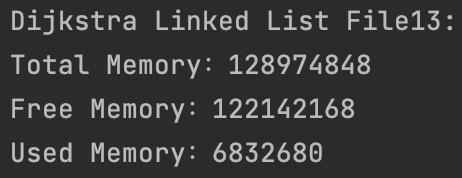 Dijkstra Linked List File13:
Total Memory: 128974848
Free Memory: 122142168
Used Memory: 6832680